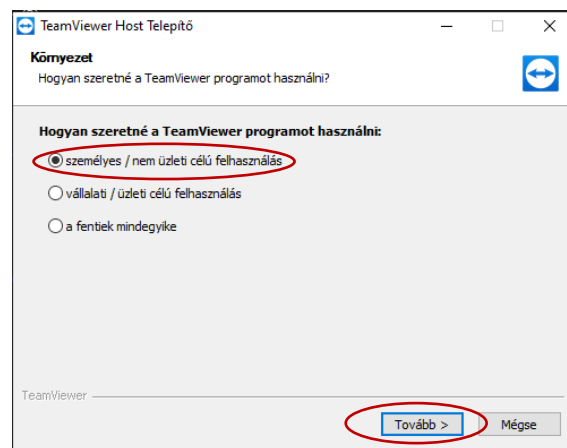 TeamViewer Host Telepítő
Környezet
Hogyan szeretné a TeamViewer programot használni?
Hogyan szeretné a TeamViewer programot használni:
személyes / nem üzleti célú felhasználás
vállalati / üzleti célú felhasználás
a fentiek mindegyike
TeamViewer
Tovább >
Mégse